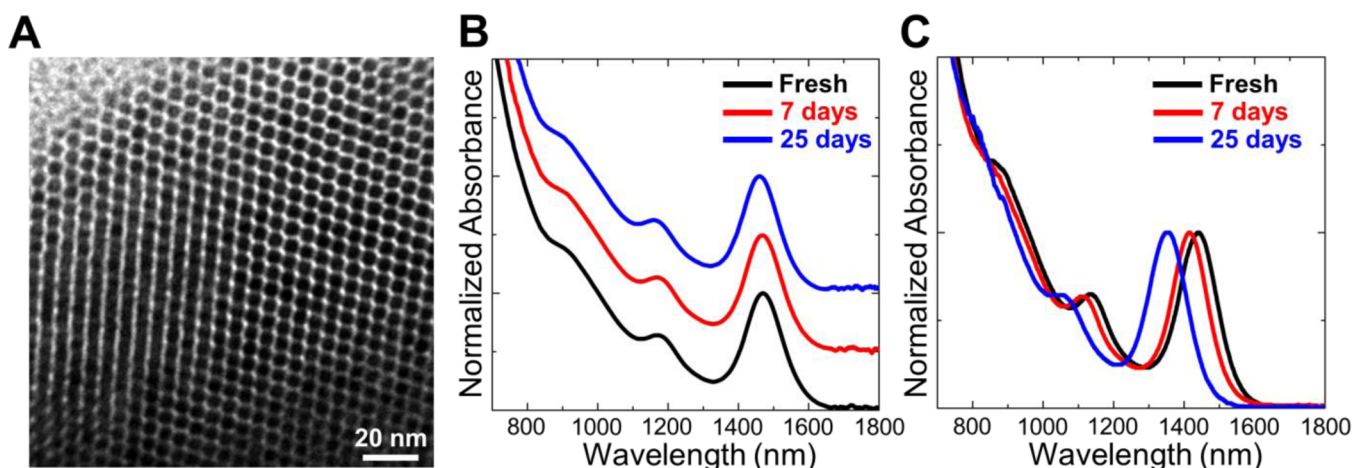 A
20 nm
B
Normalized Absorbance
Fresh
7 days
25 days
800 1000 1200 1400 1600 1800
Wavelength (nm)
C
Normalized Absorbance
Fresh
7 days
25 days
800 1000 1200 1400 1600 1800
Wavelength (nm)